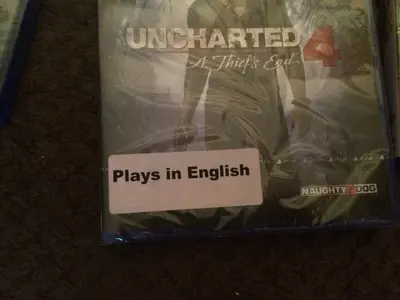 UNCHARTED 4
A Thief's End
Plays in English
NAUGHTY DOG